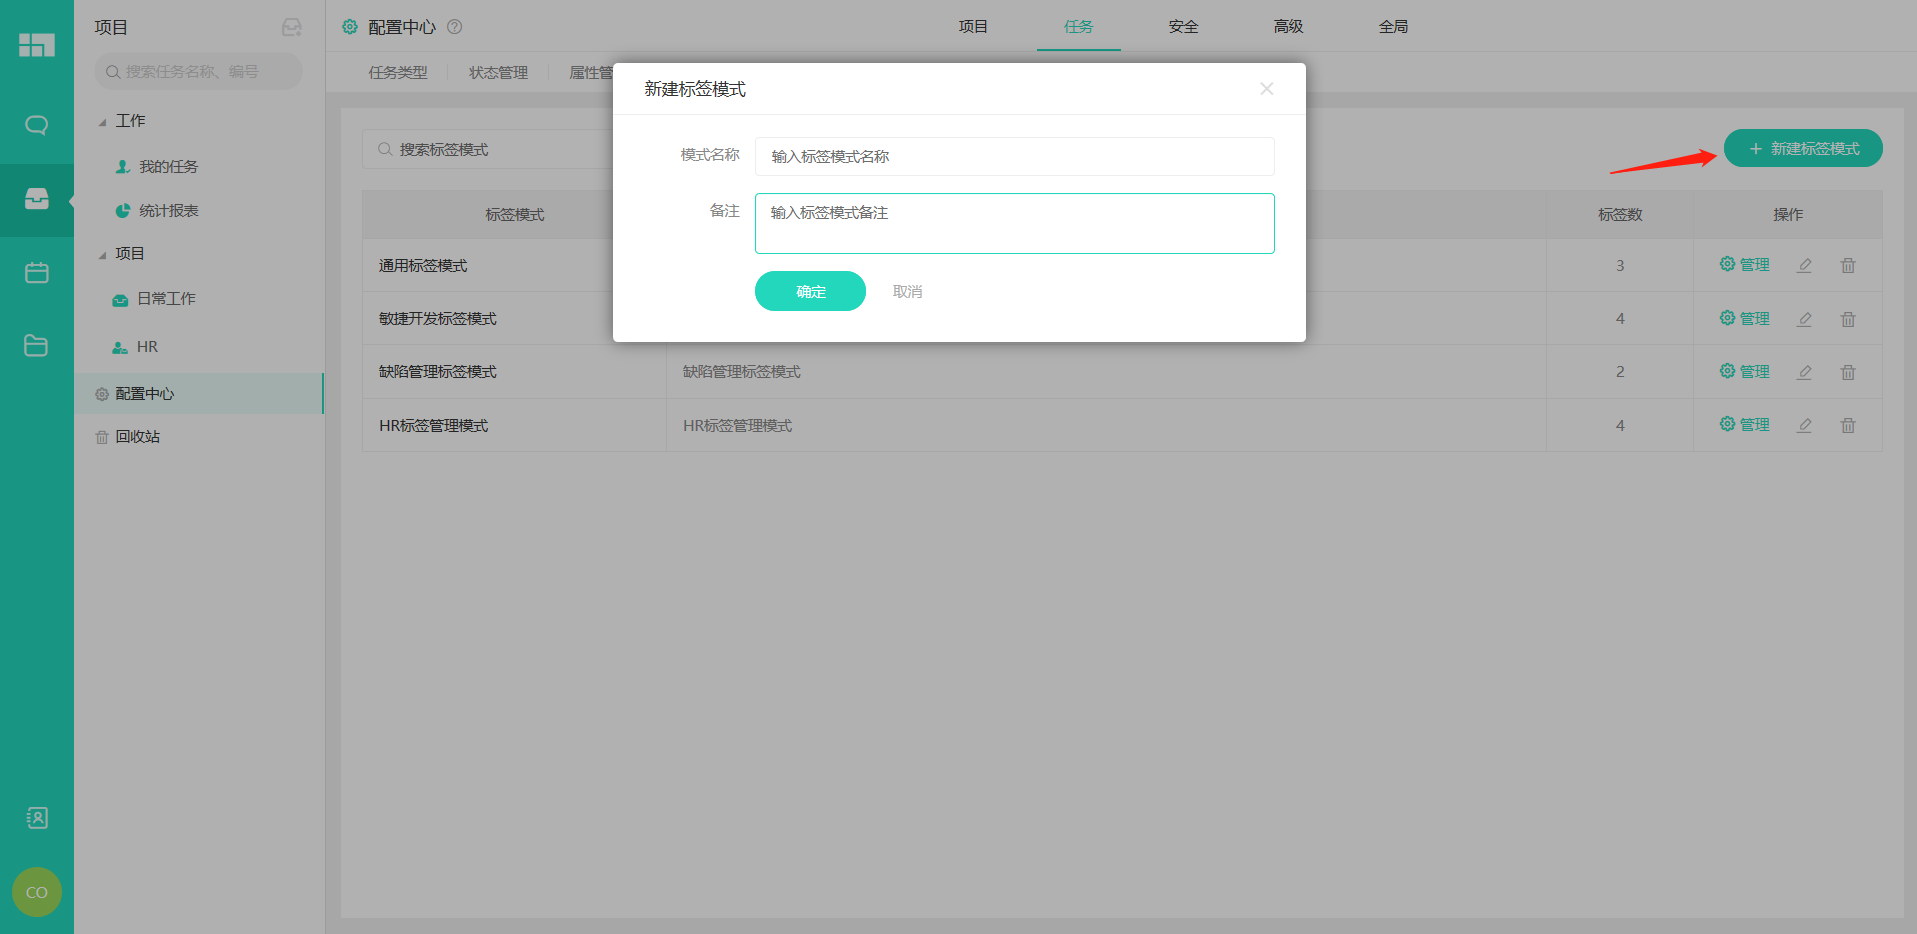 项目
搜索任务名称、编号
工作
我的任务
统计报表
项目
日常工作
HR
配置中心
回收站
CO
配置中心
项目
任务
安全
高级
全局
任务类型
状态管理
属性管
搜索标签模式
新建标签模式
标签模式
标签数
操作
通用标签模式
3
管理
敏捷开发标签模式
4
管理
缺陷管理标签模式
缺陷管理标签模式
2
管理
HR标签管理模式
HR标签管理模式
4
管理
新建标签模式
模式名称
输入标签模式名称
备注
输入标签模式备注
确定
取消